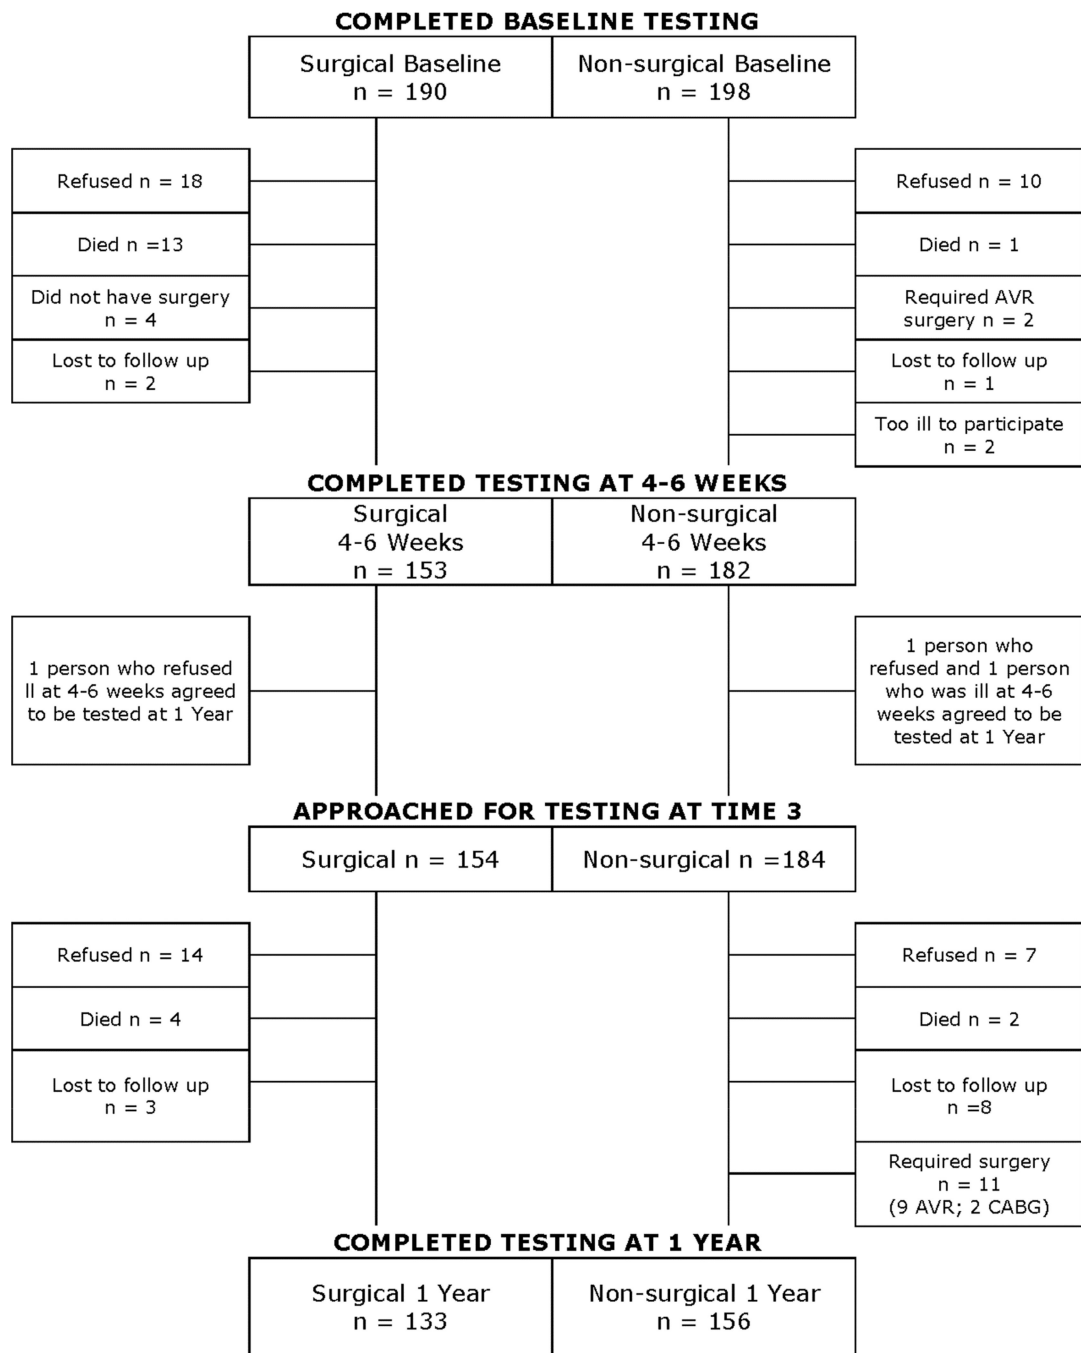 COMPLETED BASELINE TESTING
Surgical Baseline
n = 190
Non-surgical Baseline
n = 198
Refused n = 18
Died n =13
Did not have surgery
n = 4
Lost to follow up
n = 2
Refused n = 10
Died n = 1
Required AVR
surgery n = 2
Lost to follow up
n = 1
Too ill to participate
n = 2
COMPLETED TESTING AT 4-6 WEEKS
Surgical
4-6 Weeks
n = 153
Non-surgical
4-6 Weeks
n = 182
1 person who refused
ll at 4-6 weeks agreed
to be tested at 1 Year
1 person who
refused and 1 person
who was ill at 4-6
weeks agreed to be
tested at 1 Year
APPROACHED FOR TESTING AT TIME 3
Surgical n = 154
Non-surgical n =184
Refused n = 14
Died n = 4
Lost to follow up
n = 3
Refused n = 7
Died n = 2
Lost to follow up
n =8
Required surgery
n = 11
(9 AVR; 2 CABG)
COMPLETED TESTING AT 1 YEAR
Surgical 1 Year
n = 133
Non-surgical 1 Year
n = 156